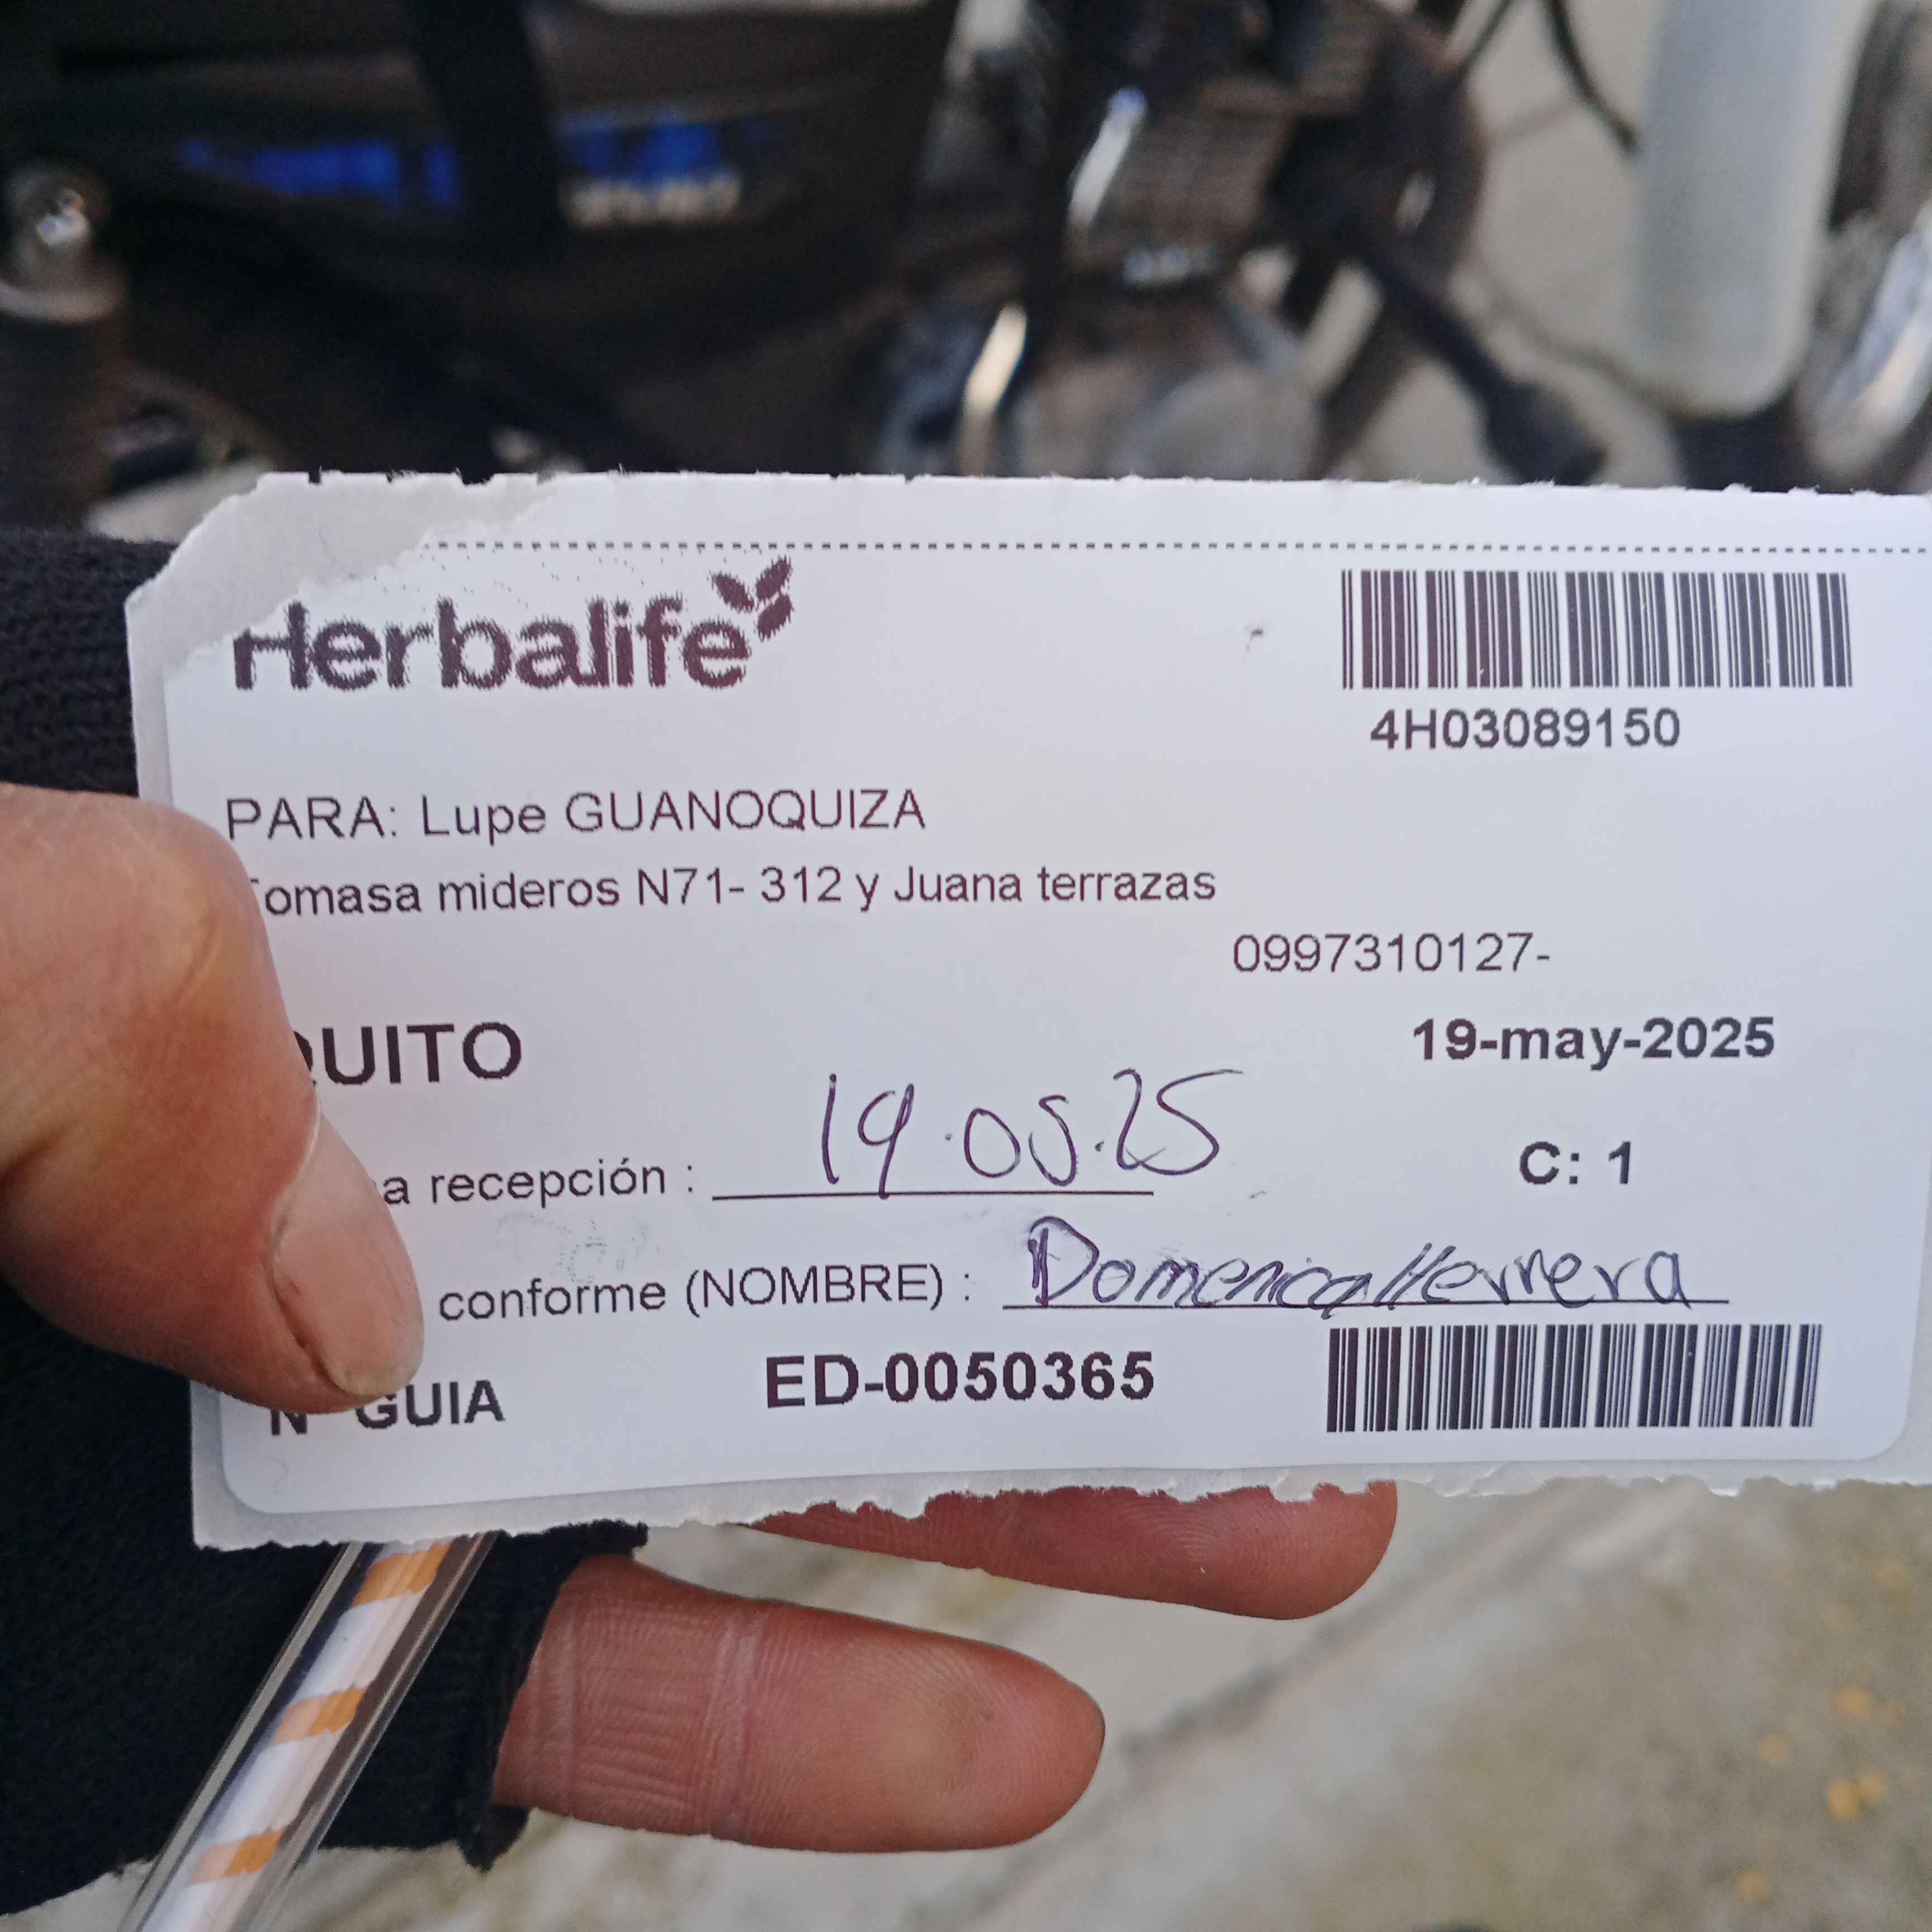 Herbalife
4H03089150
PARA: Lupe GUANOQUIZA
omasa mideros N71- 312 y Juana terrazas
0997310127-
UITO
19-may-2025
a recepción : 19.05.25
C: 1
conforme (NOMBRE) : Domenica Herrera
N° GUIA ED-0050365